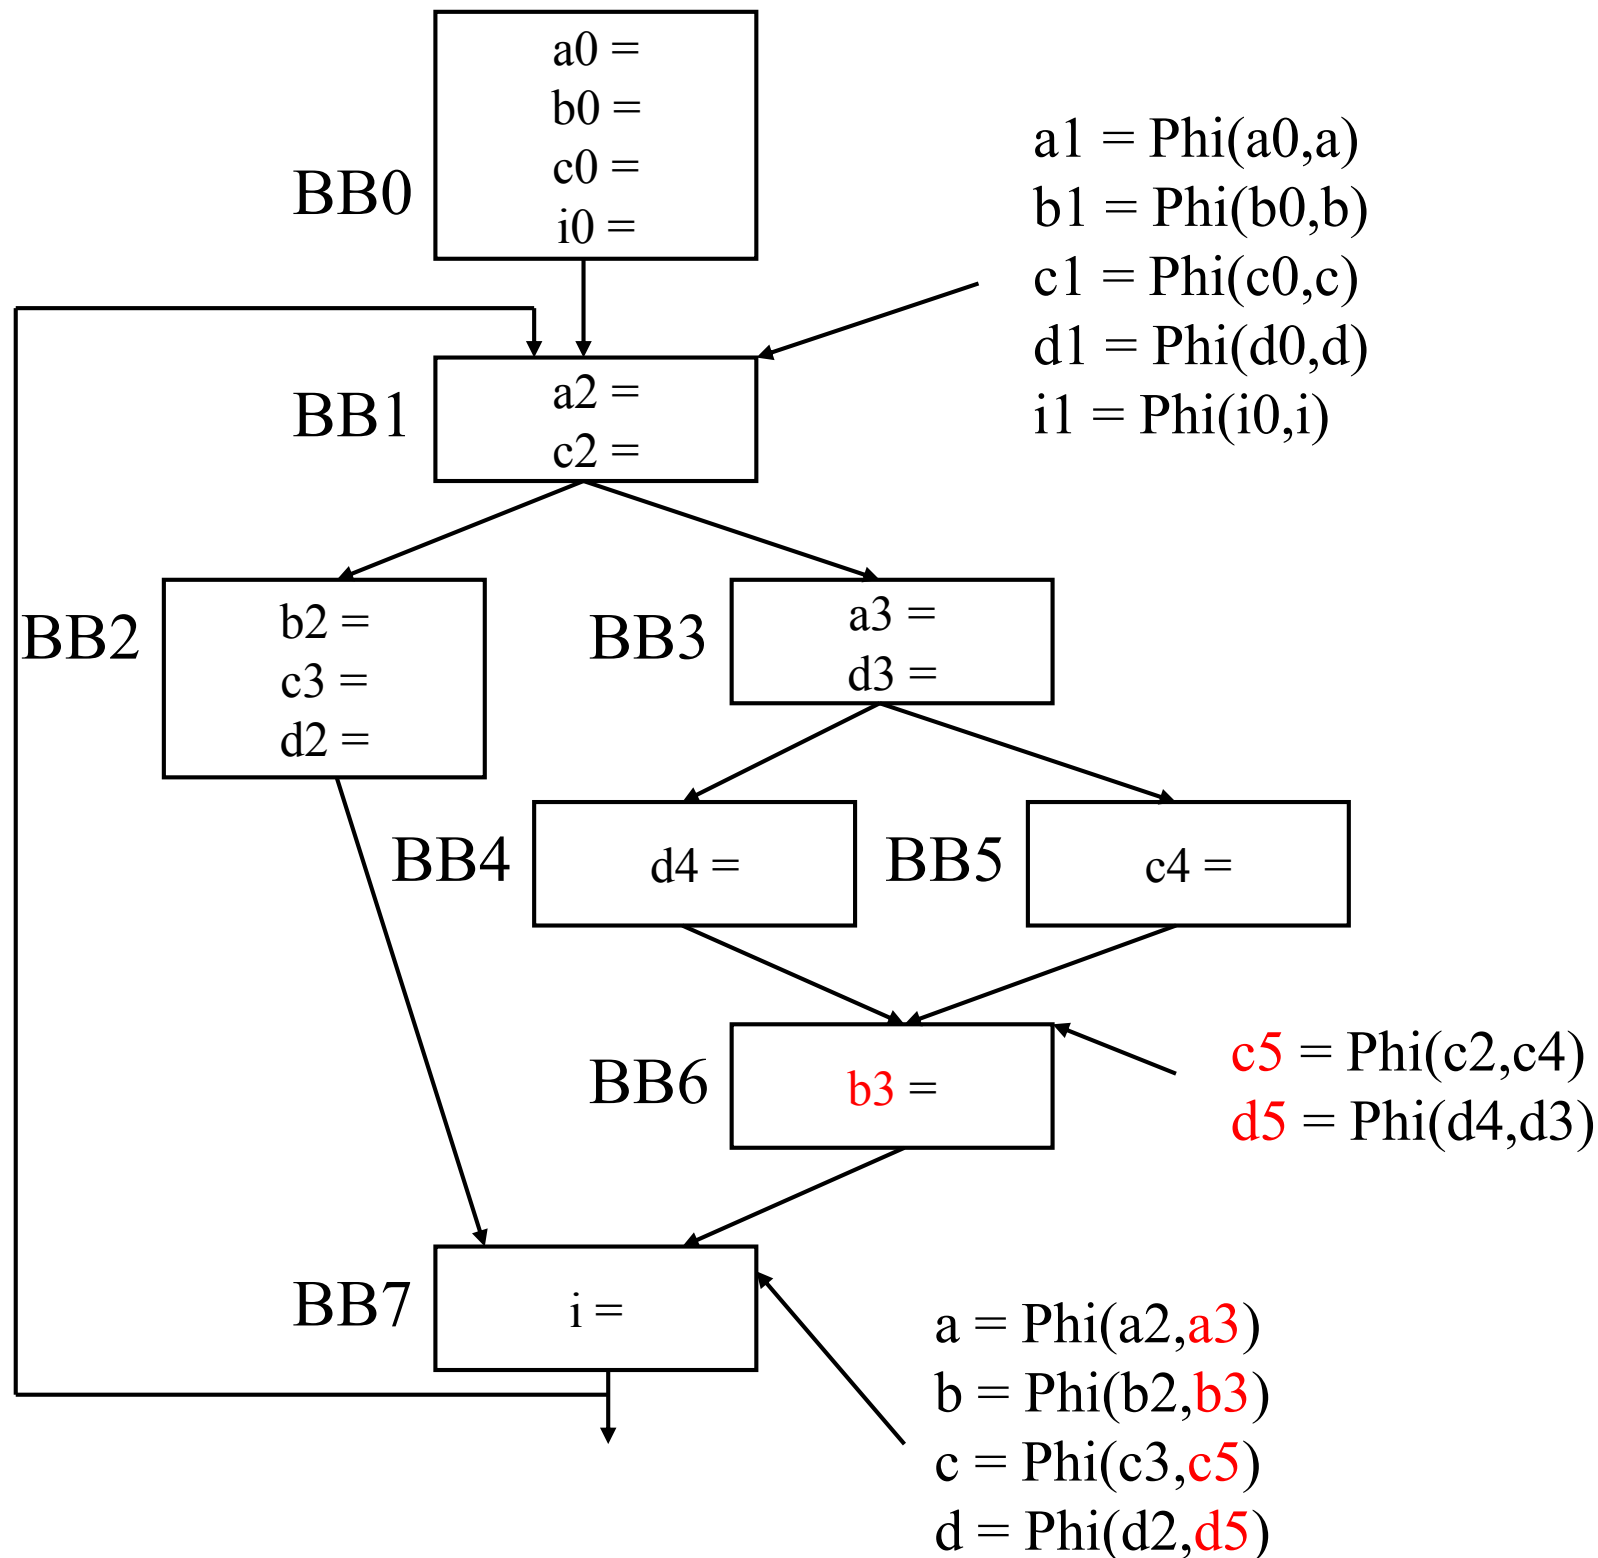 a0 =
b0 =
c0 =
i0 =
BB0
a1 = Phi(a0,a)
b1 = Phi(b0,b)
c1 = Phi(c0,c)
d1 = Phi(d0,d)
i1 = Phi(i0,i)
BB1
a2 =
c2 =
BB2
b2 =
c3 =
d2 =
BB3
a3 =
d3 =
BB4
d4 =
BB5
c4 =
BB6
b3 =
c5 = Phi(c2,c4)
d5 = Phi(d4,d3)
BB7
i =
a = Phi(a2,a3)
b = Phi(b2,b3)
c = Phi(c3,c5)
d = Phi(d2,d5)